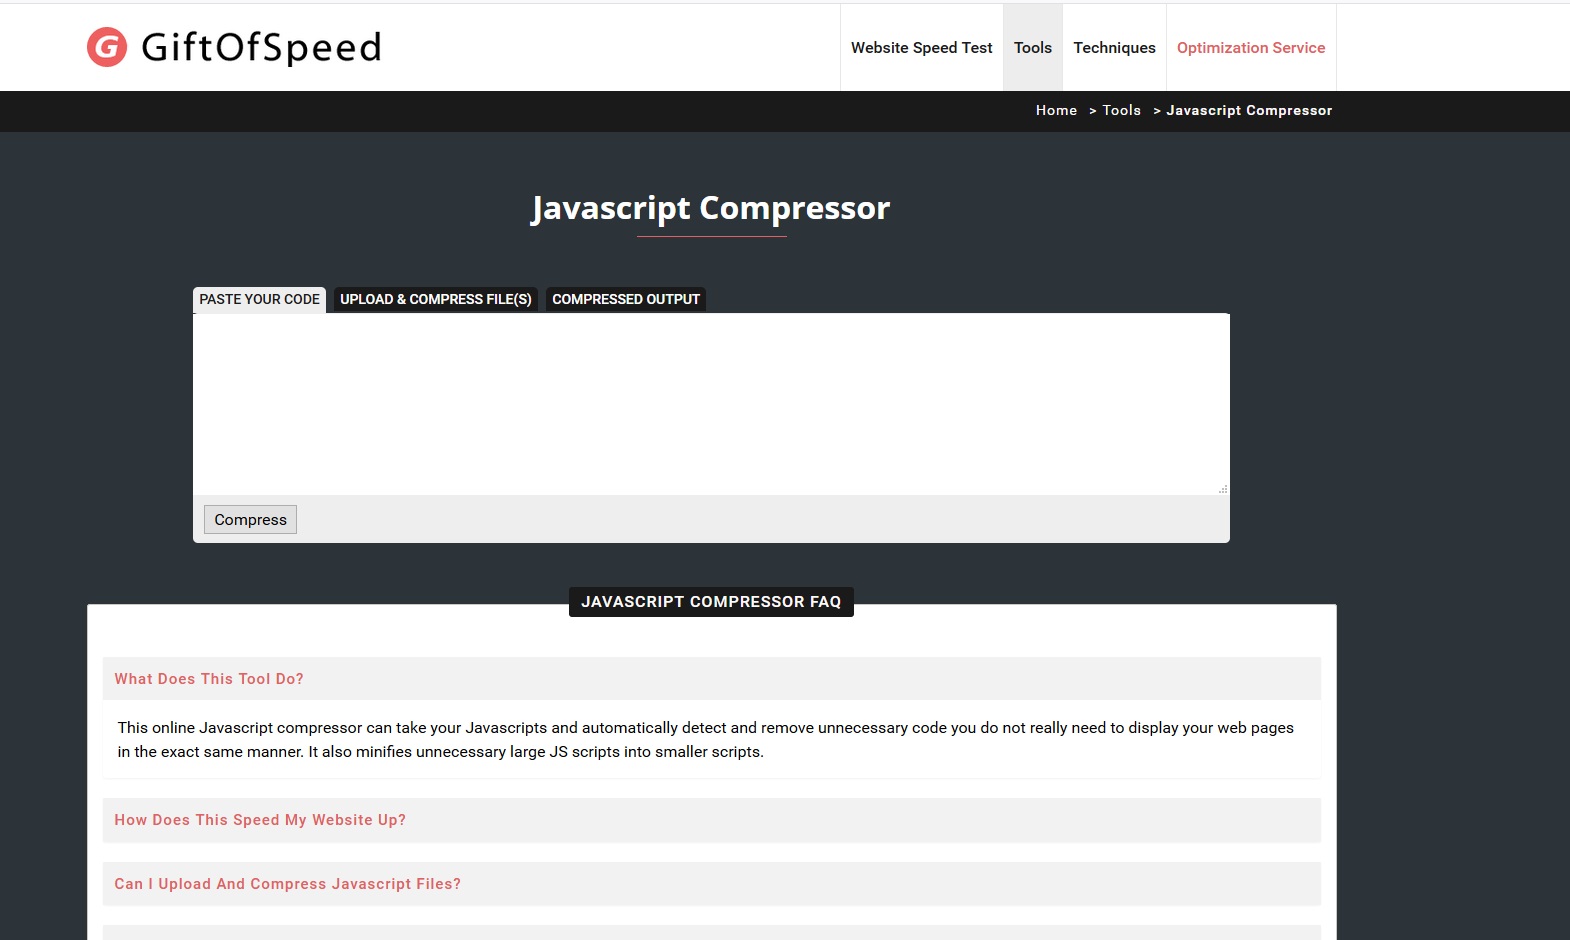 G GiftOfSpeed
Website Speed Test Tools Techniques Optimization Service
Home > Tools > Javascript Compressor
Javascript Compressor
PASTE YOUR CODE UPLOAD & COMPRESS FILE(S) COMPRESSED OUTPUT
Compress
JAVASCRIPT COMPRESSOR FAQ
What Does This Tool Do?
This online Javascript compressor can take your Javascripts and automatically detect and remove unnecessary code you do not really need to display your web pages
in the exact same manner. It also minifies unnecessary large JS scripts into smaller scripts.
How Does This Speed My Website Up?
Can I Upload And Compress Javascript Files?